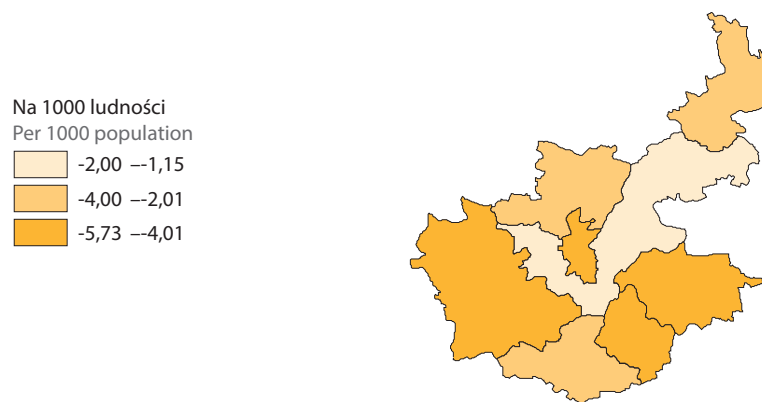 Na 1000 ludności
Per 1000 population
-2,00 –-1,15
-4,00 –-2,01
-5,73 –-4,01